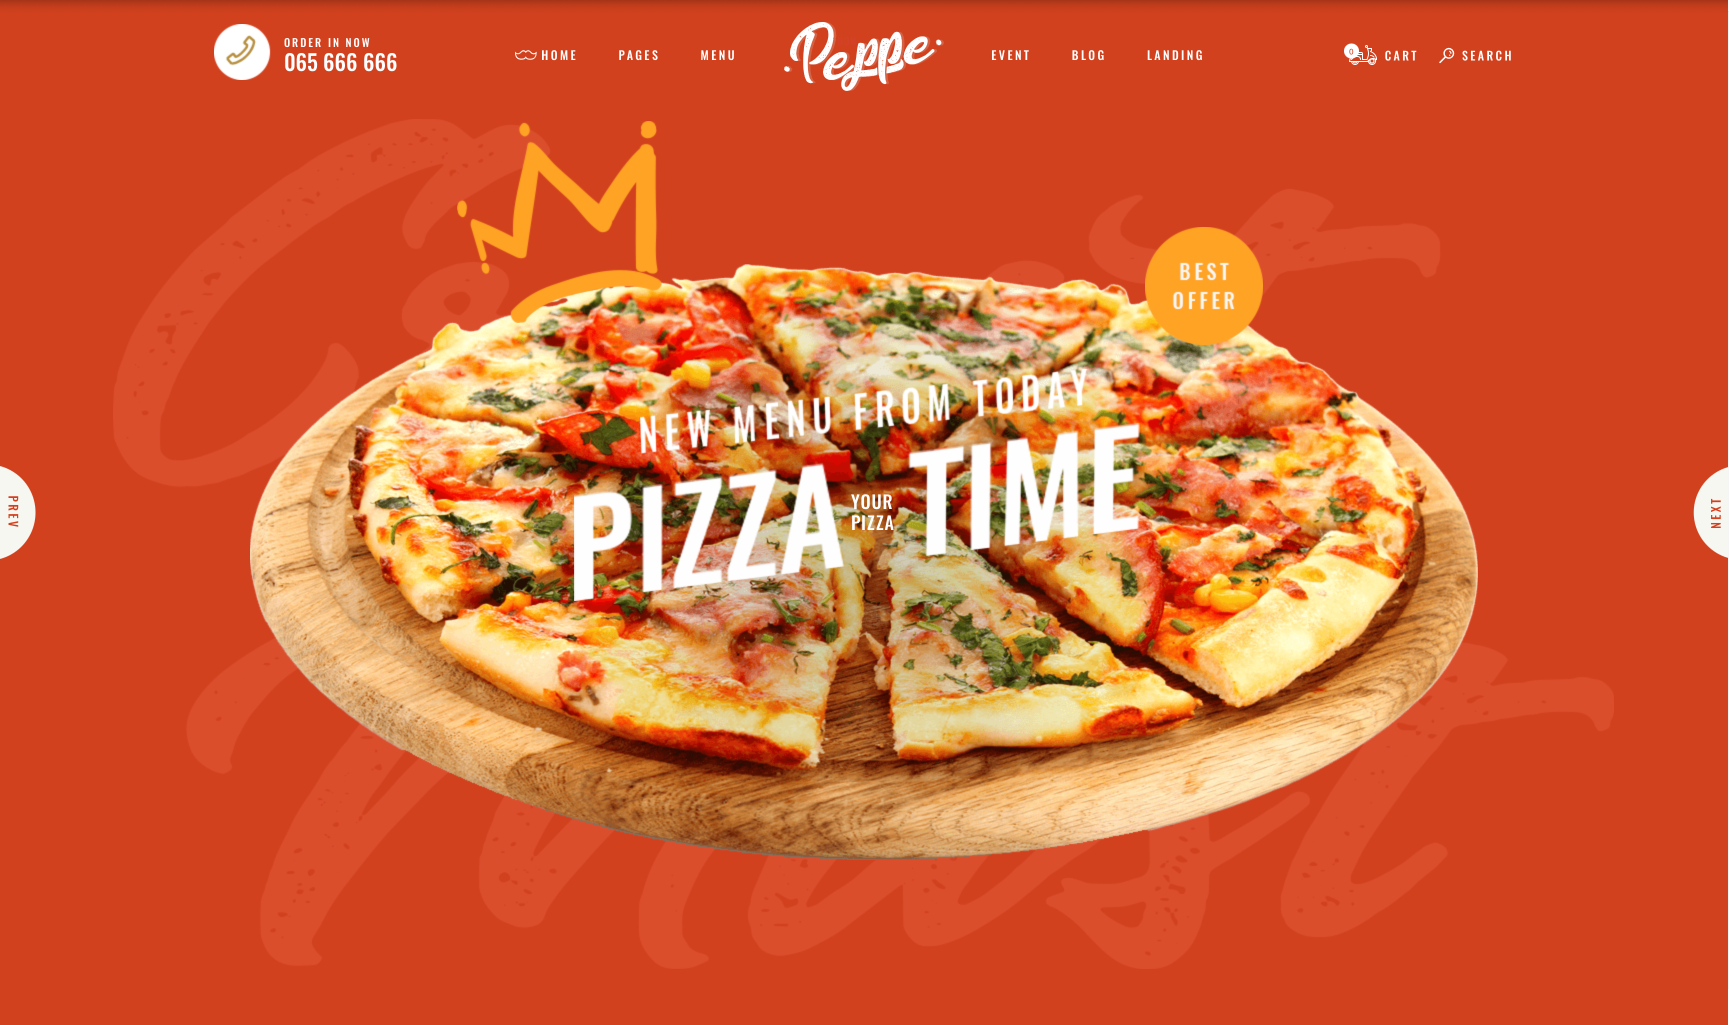 ORDER IN NOW
065 666 666
HOME
PAGES
MENU
Peppe
EVENT
BLOG
LANDING
0
CART
SEARCH
BEST
OFFER
NEW MENU FROM TODAY
PIZZA TIME
YOUR
PIZZA
PREV
NEXT